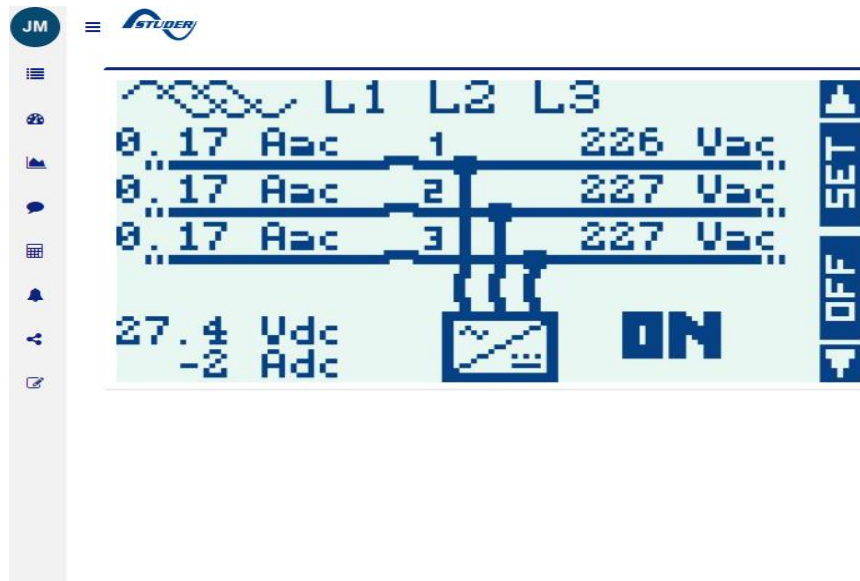 JM
STUDER
L1 L2 L3
0.17 Aac 1 226 Vac
0.17 Aac 2 227 Vac
0.17 Aac 3 227 Vac
27.4 Vdc
-2 Adc
ON
SET
OFF